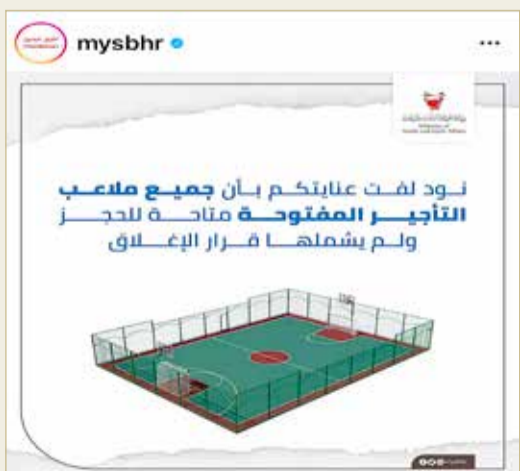 mysbhr
نود لفت عنايتكم بأن جميع ملاعب
التأجير المفتوحة متاحة للحجز
ولم يشملها قرار الإغلاق